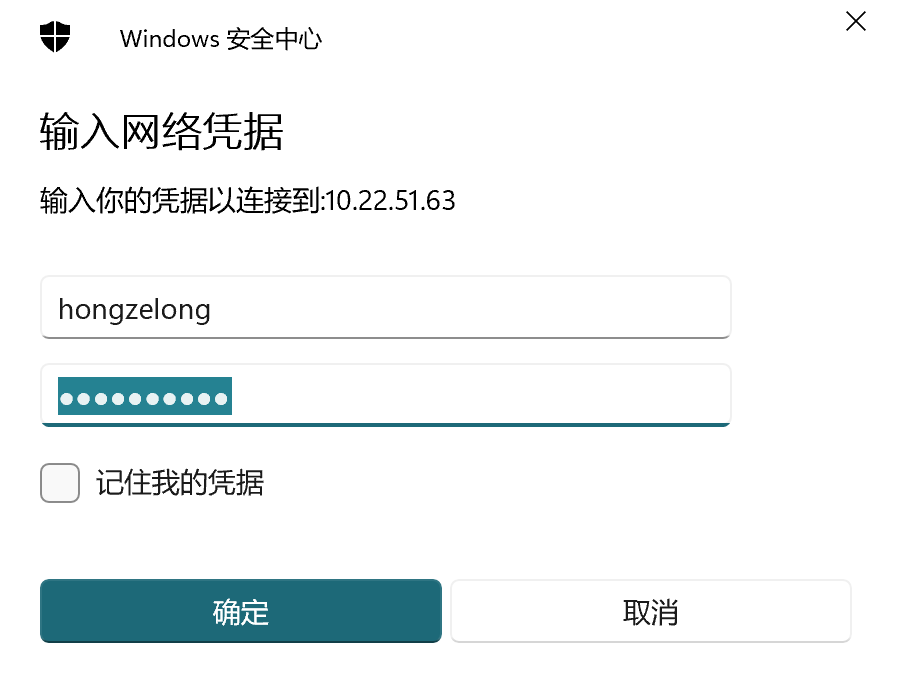 Windows 安全中心
输入网络凭据
输入你的凭据以连接到:10.22.51.63
hongzelong
●●●●●●●●●●
记住我的凭据
确定
取消